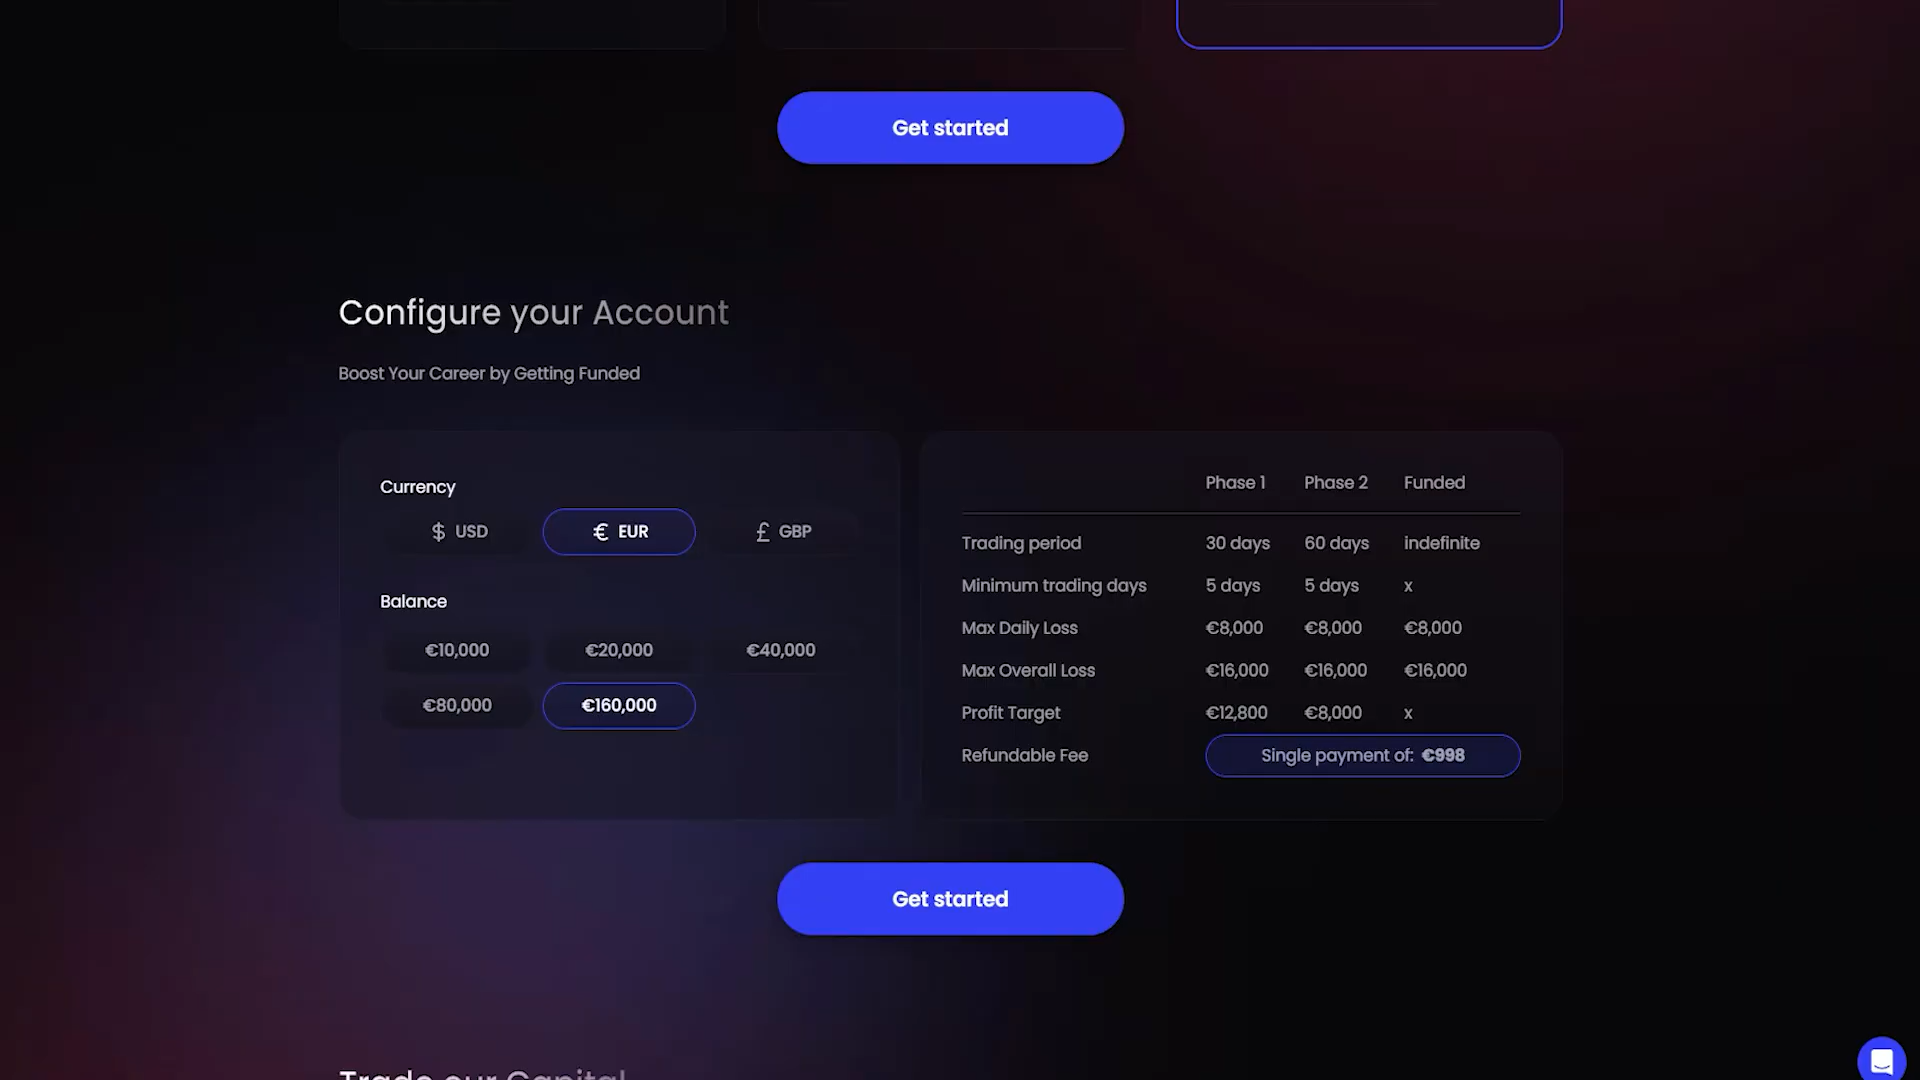 Get started
Configure your Account
Boost Your Career by Getting Funded
Currency
$ USD € EUR £ GBP
Balance
€10,000 €20,000 €40,000
€80,000 €160,000
Phase 1 Phase 2 Funded
Trading period 30 days 60 days indefinite
Minimum trading days 5 days 5 days x
Max Daily Loss €8,000 €8,000 €8,000
Max Overall Loss €16,000 €16,000 €16,000
Profit Target €12,800 €8,000 x
Refundable Fee Single payment of: €998
Get started
Trade our Capital